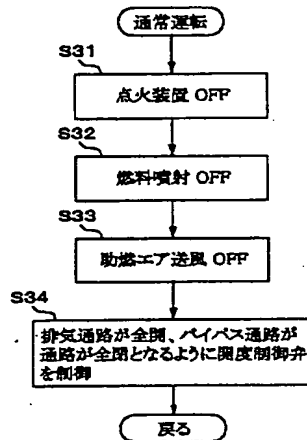 通常運転
S31
点火装置 OFF
S32
燃料噴射 OFF
S33
助燃エア送風 OFF
S34
排気通路が全開、バイパス通路が
通路が全閉となるように開度制御弁
を制御
戻る